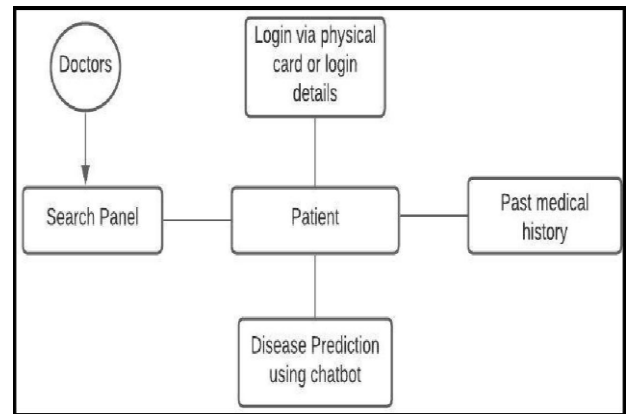 Doctors
Login via physical
card or login
details
Search Panel
Patient
Past medical
history
Disease Prediction
using chatbot